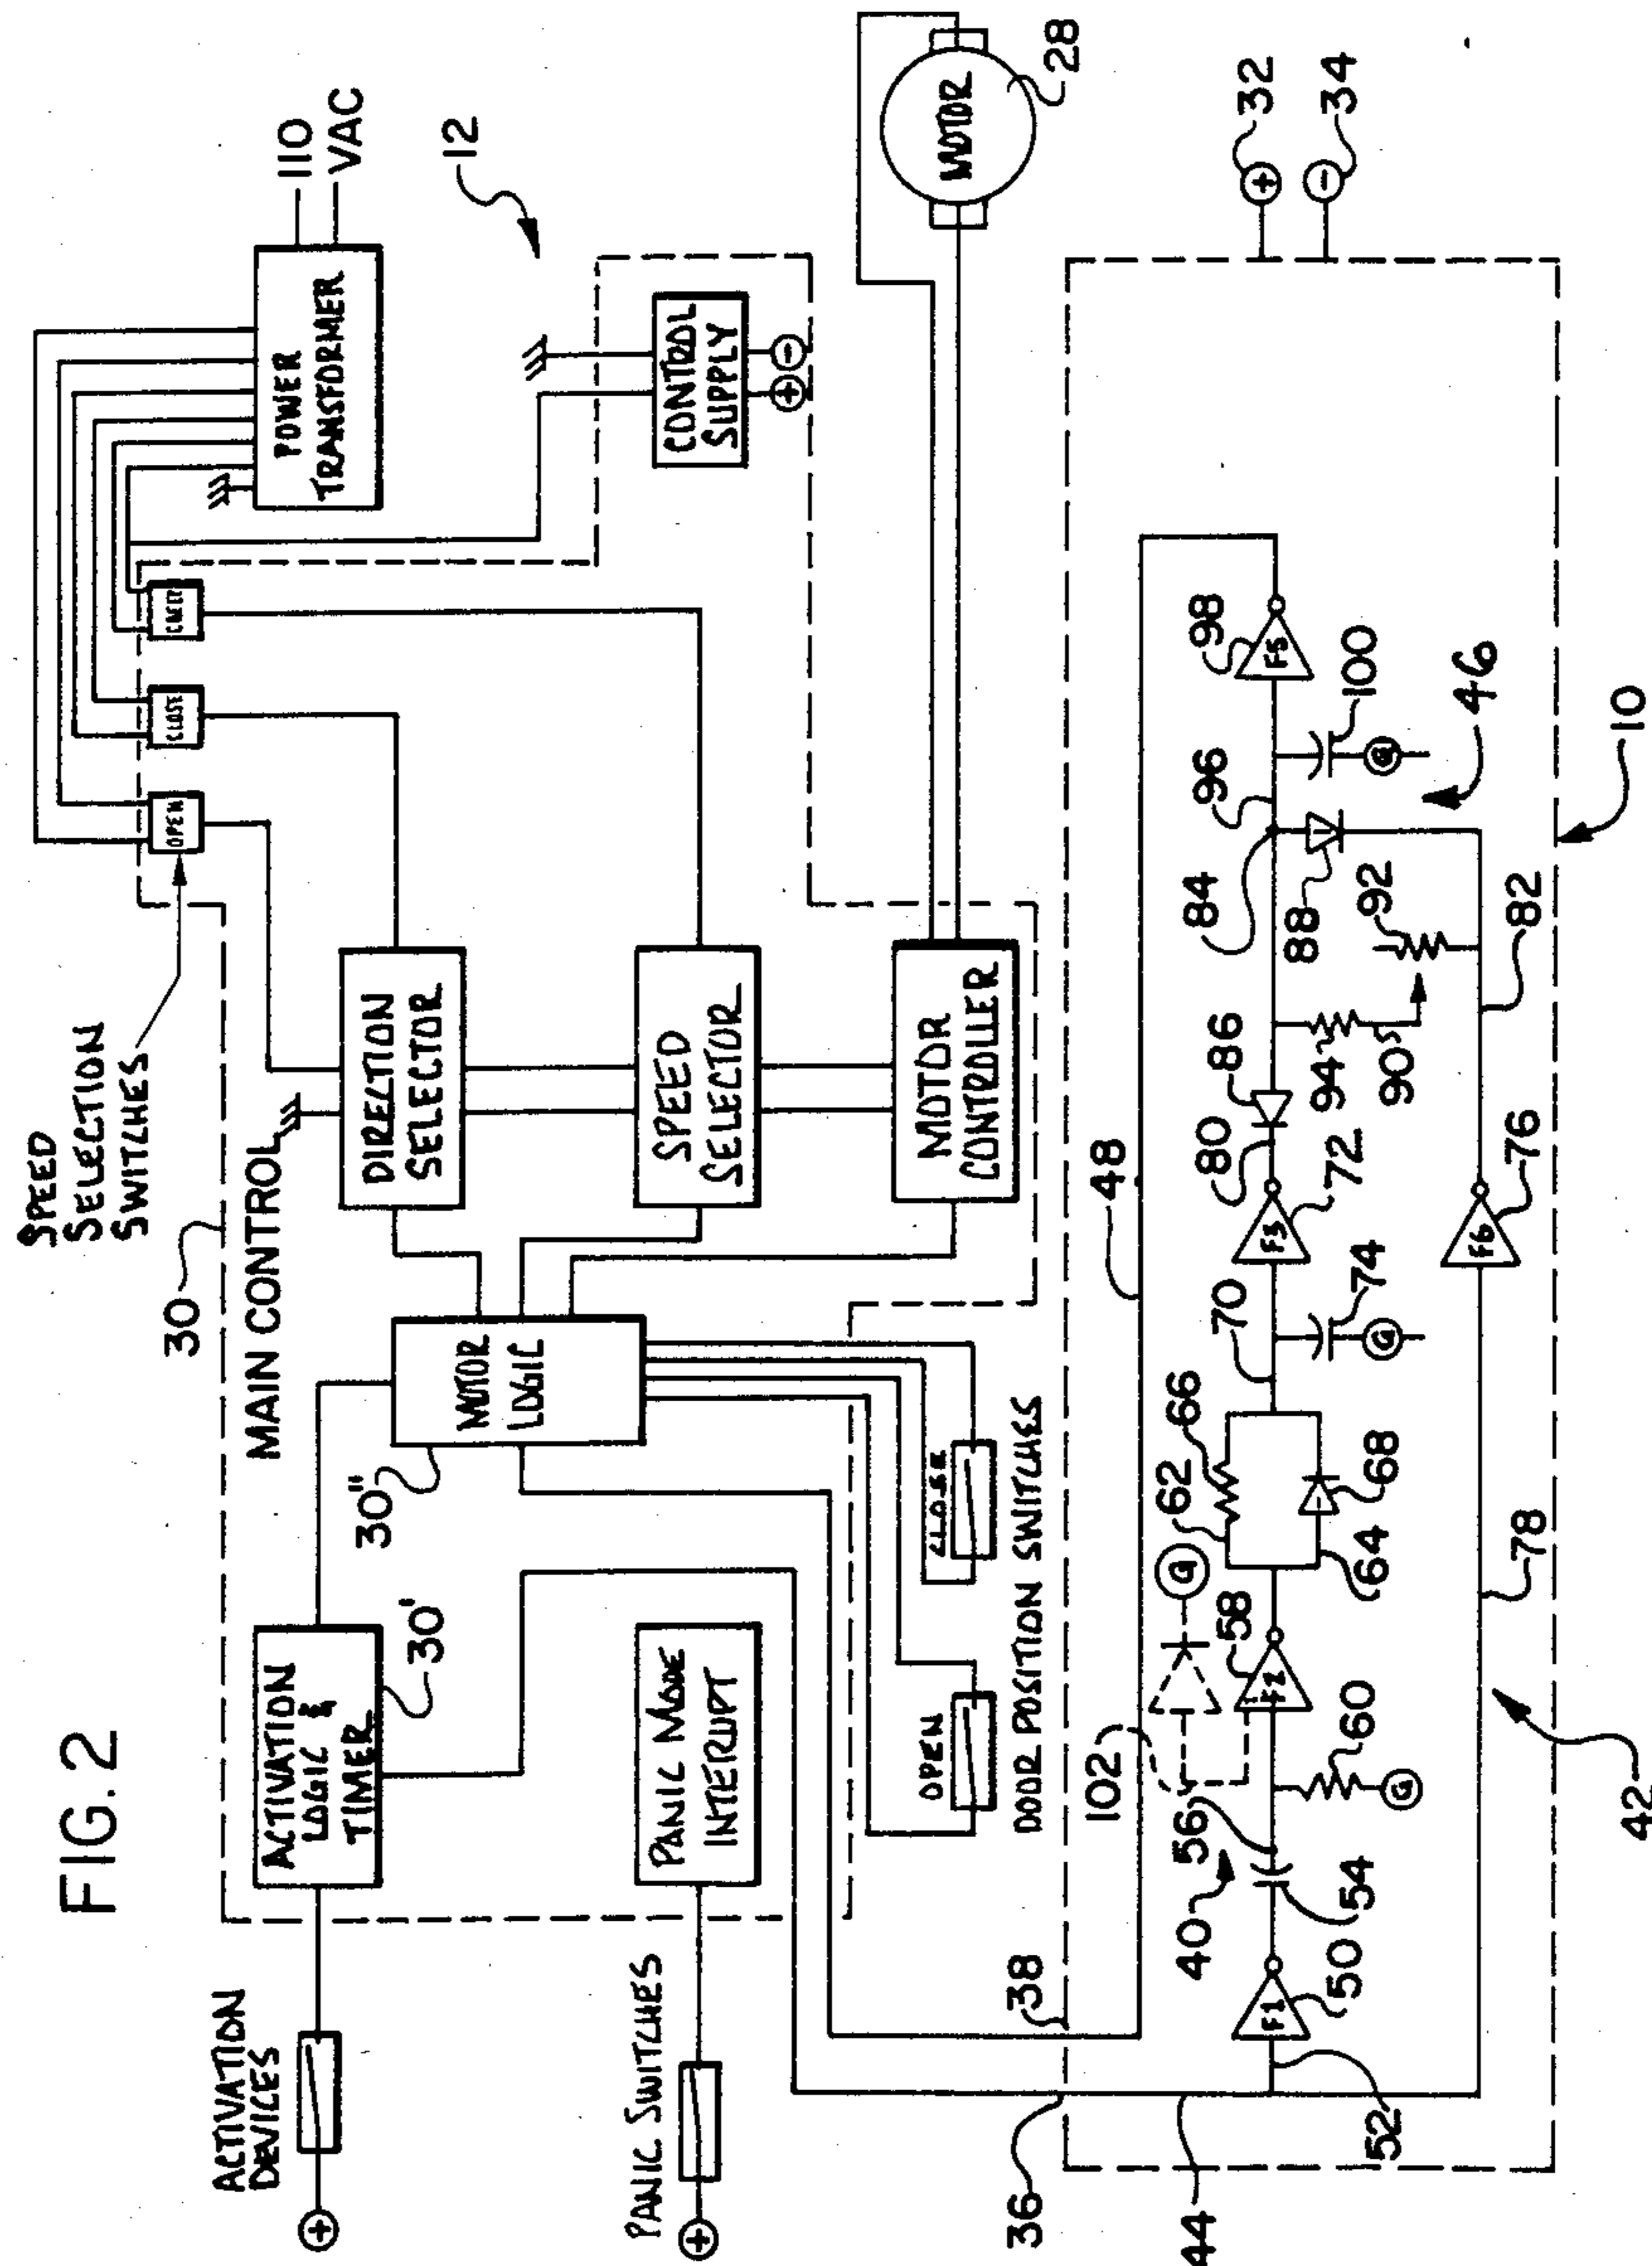 FIG. 2
SPEED
SELECTION
SWITCHES
30
MAIN CONTROL
110
VAC
POWER
TRANSFORMER
12
OPEN
CLOSE
CREEP
ACTIVATION
DEVICES
+
ACTIVATION
LOGIC &
TIMER
30'
30"
MOTOR
LOGIC
DIRECTION
SELECTOR
SPEED
SELECTOR
MOTOR
CONTROLLER
CONTROL
SUPPLY
+
-
MOTOR
28
PANIC SWITCHES
+
PANIC MODE
INTERUPT
OPEN
CLOSE
DOOR POSITION SWITCHES
36
38
44
48
102
G
62
66
70
80
86
84
96
98
32
+
34
-
40
56
58
F1
F2
F3
F5
F6
50
52
54
60
G
64
68
74
G
72
94
90
88
92
100
G
46
42
78
76
82
10